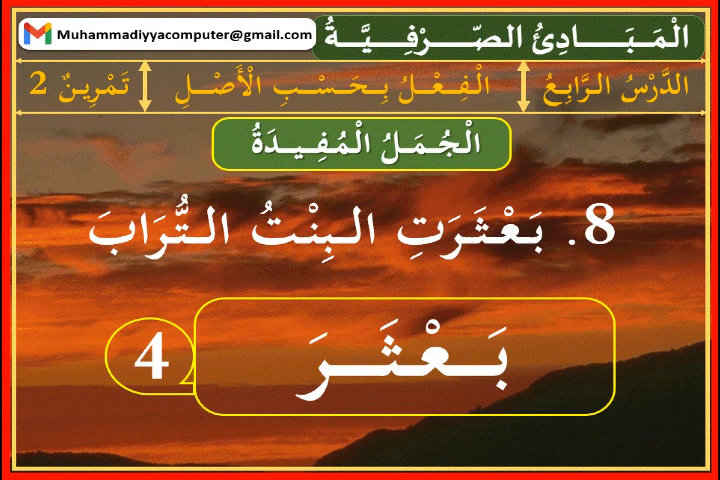 Muhammadiyyacomputer@gmail.com
الْمَبَادِئُ الصَّرْفِيَّةُ
الدَّرْسُ الرَّابِعُ الْفِعْلُ بِحَسْبِ الْأَصْلِ تَمْرِينٌ 2
الْجُمَلُ الْمُفِيدَةُ
8. بَعْثَرَتِ الْبِنْتُ التُّرَابَ
بَعْثَرَ
4